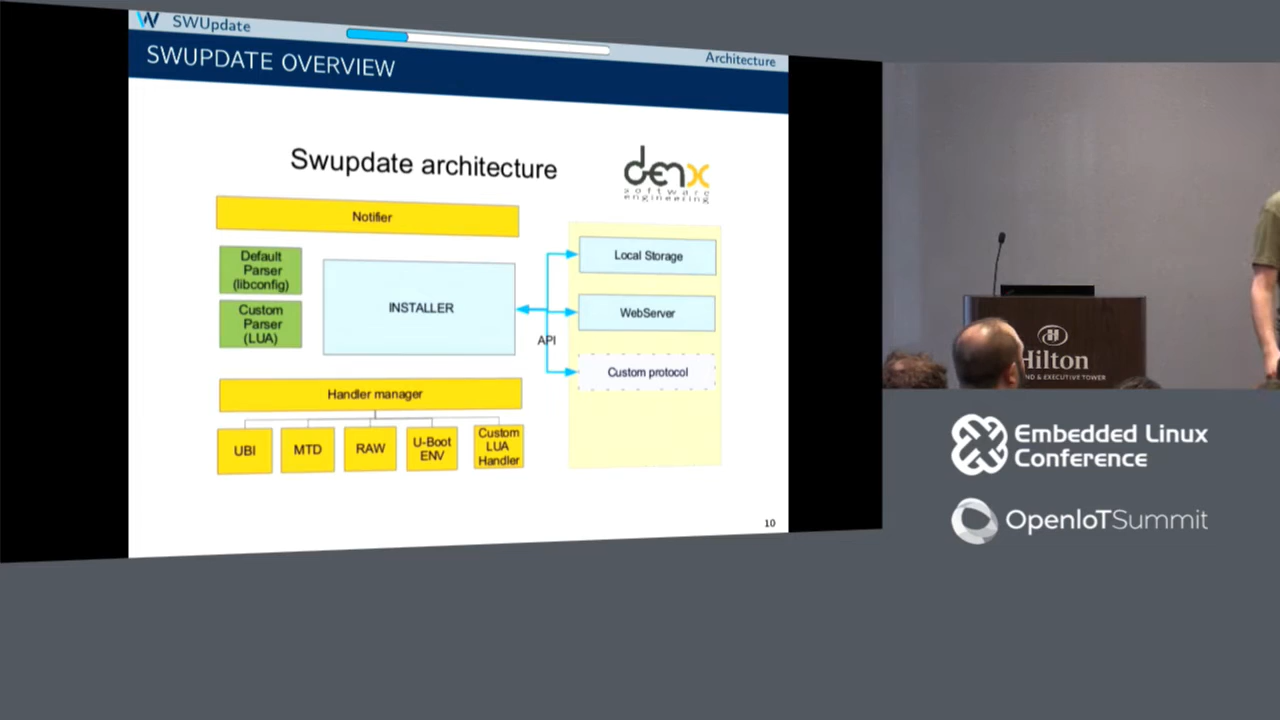 SWUpdate
Architecture
SWUPDATE OVERVIEW
Swupdate architecture
denx
software
engineering
Notifier
Default
Parser
(libconfig)
Custom
Parser
(LUA)
INSTALLER
API
Local Storage
WebServer
Custom protocol
Handler manager
UBI
MTD
RAW
U-Boot
ENV
Custom
LUA
Handler
10
Hilton
& EXECUTIVE TOWER
Embedded Linux
Conference
OpenIoTSummit